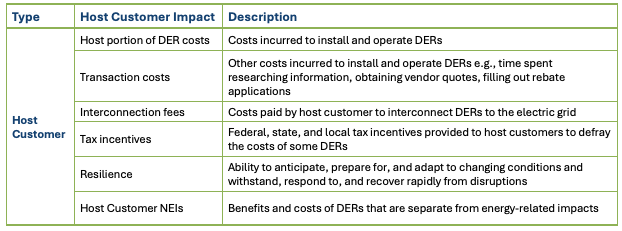 Type Host Customer Impact Description
Host portion of DER costs Costs incurred to install and operate DERs
Transaction costs Other costs incurred to install and operate DERs e.g., time spent
researching information, obtaining vendor quotes, filling out rebate
applications
Interconnection fees Costs paid by host customer to interconnect DERs to the electric grid
Host
Customer
Tax incentives Federal, state, and local tax incentives provided to host customers to defray
the costs of some DERs
Resilience Ability to anticipate, prepare for, and adapt to changing conditions and
withstand, respond to, and recover rapidly from disruptions
Host Customer NEIs Benefits and costs of DERs that are separate from energy-related impacts